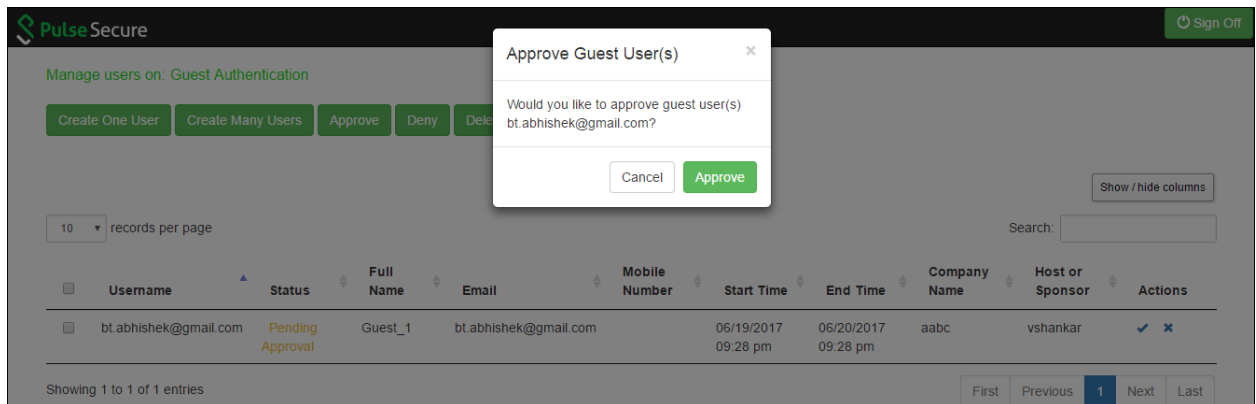 Pulse Secure
Sign Off
Approve Guest User(s)
×
Manage users on: Guest Authentication
Would you like to approve guest user(s)
bt.abhishek@gmail.com?
Create One User
Create Many Users
Approve
Deny
Dele
Cancel
Approve
Show / hide columns
10
records per page
Search:
Username
Status
Full
Name
Email
Mobile
Number
Start Time
End Time
Company
Name
Host or
Sponsor
Actions
bt.abhishek@gmail.com
Pending
Approval
Guest_1
bt.abhishek@gmail.com
06/19/2017
09:28 pm
06/20/2017
09:28 pm
aabc
vshankar
Showing 1 to 1 of 1 entries
First
Previous
1
Next
Last